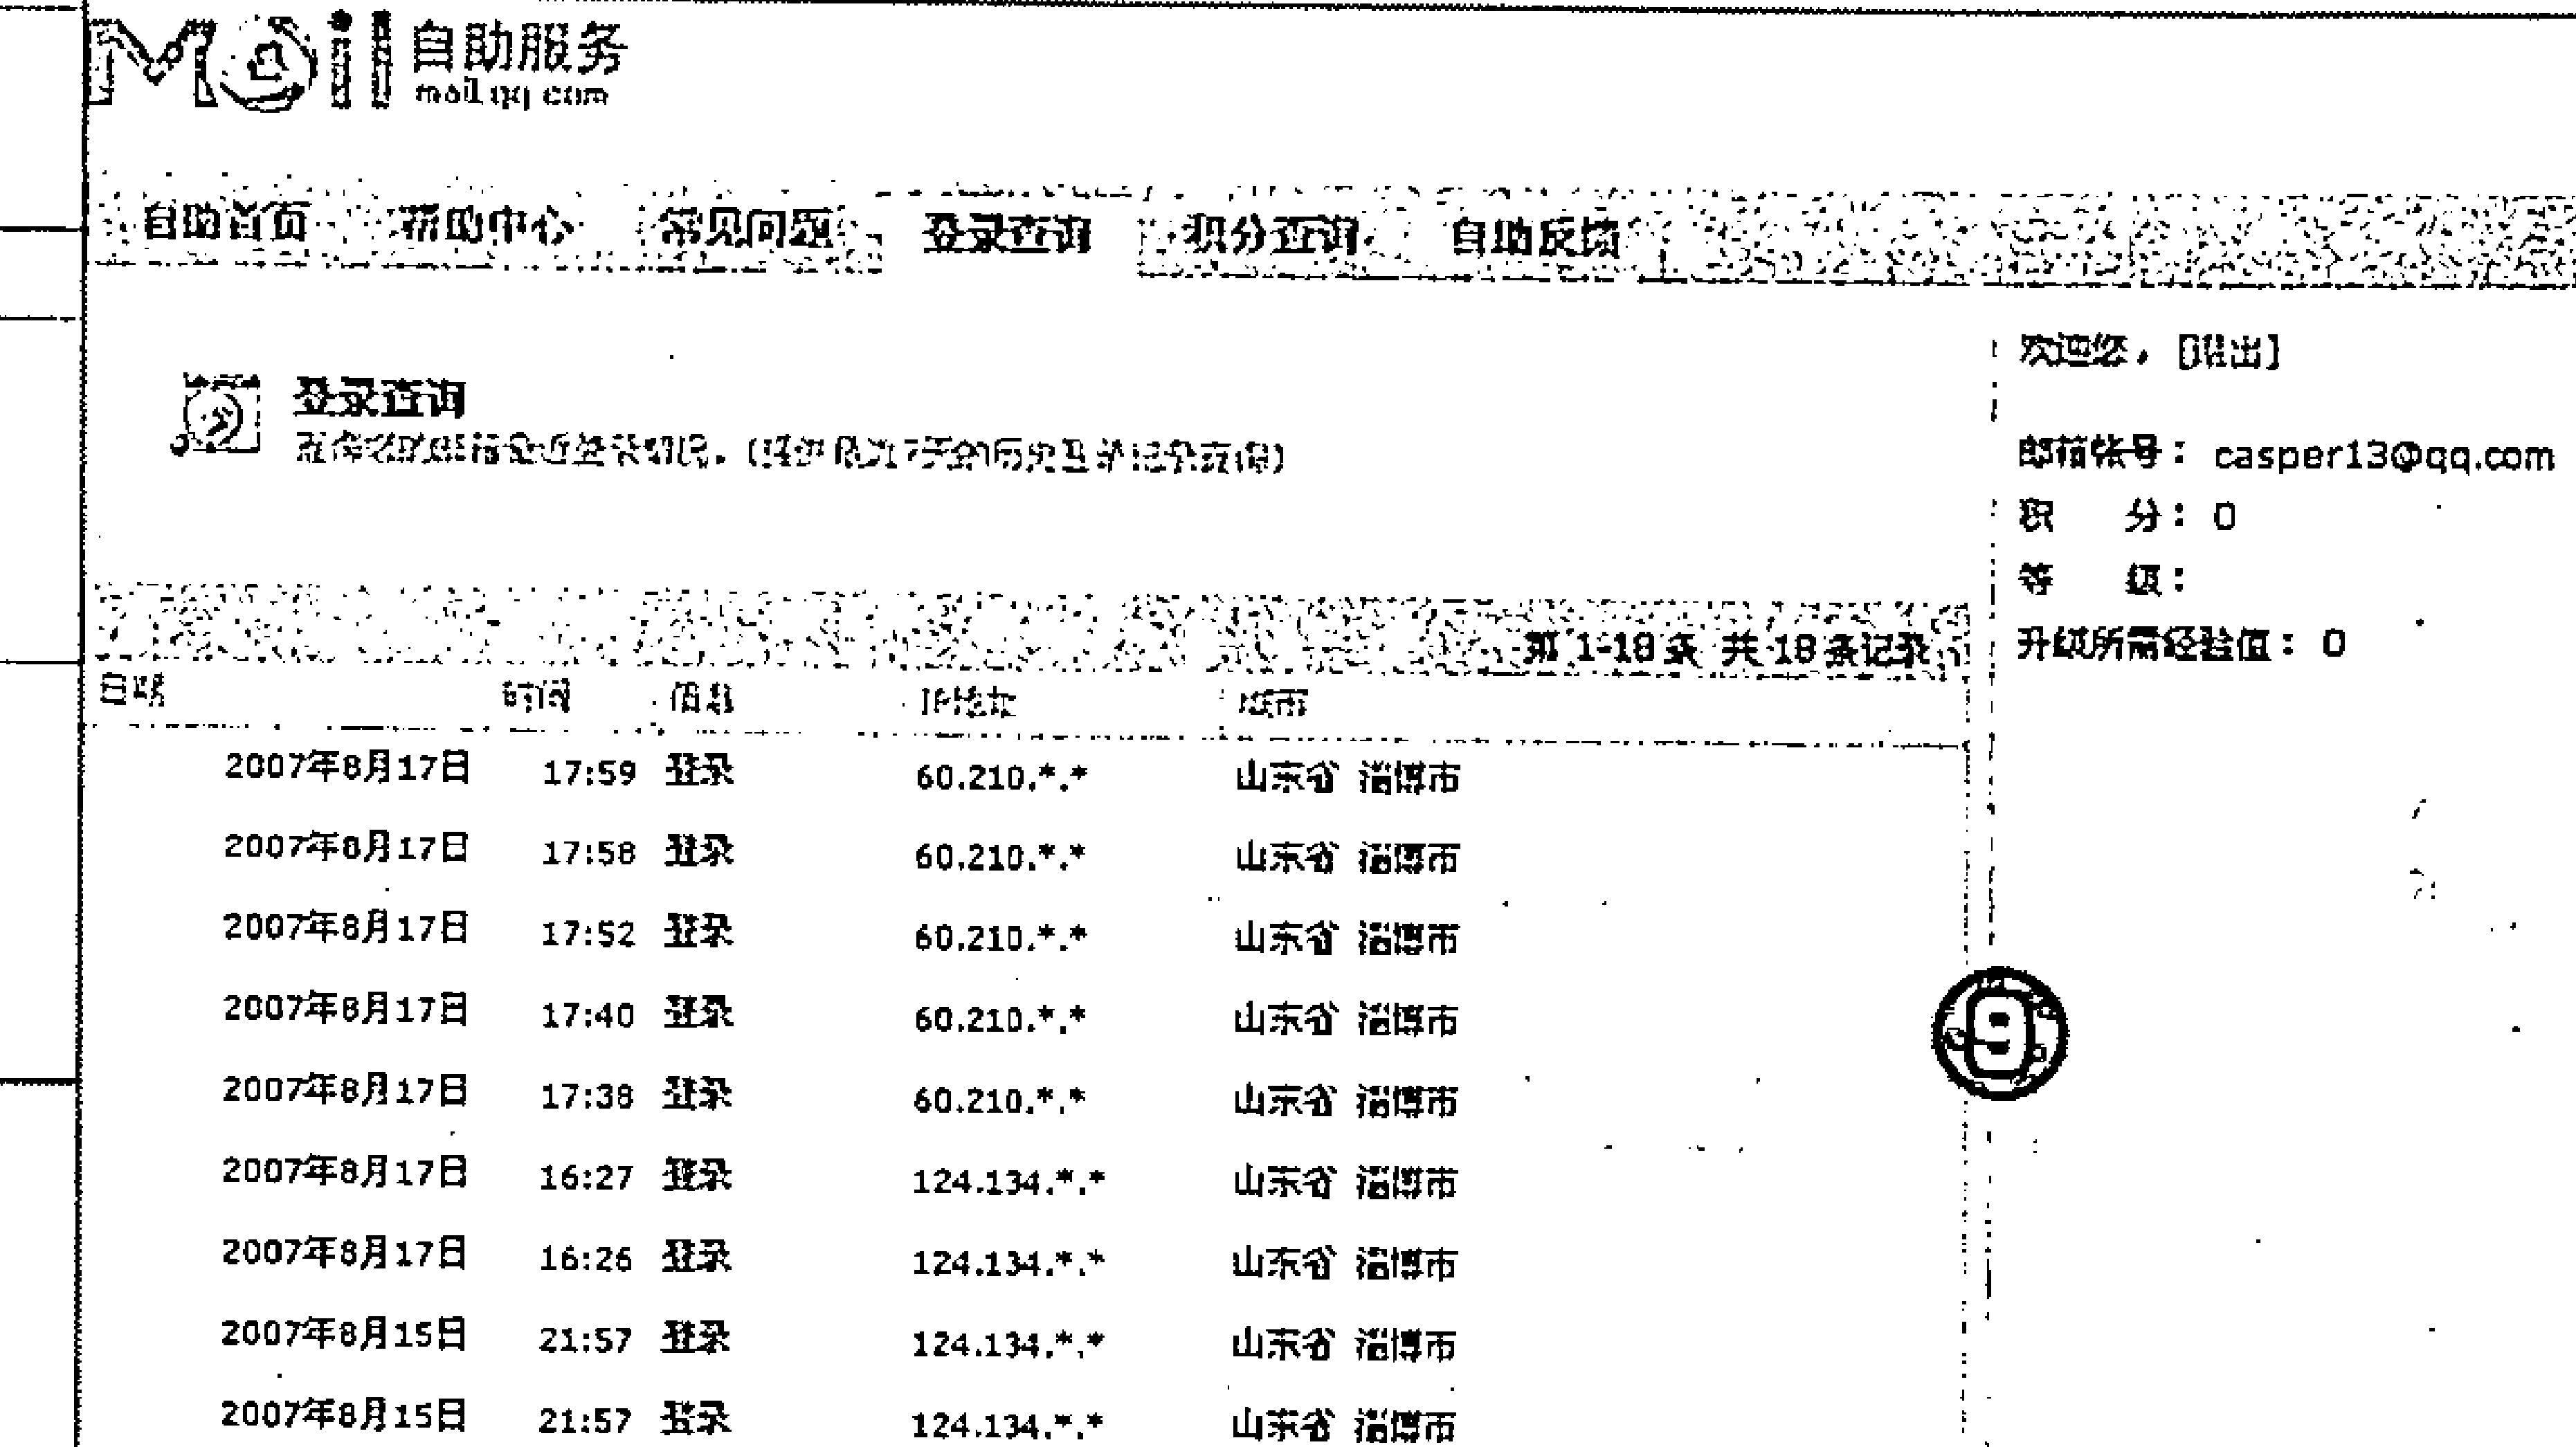 Mail 自助服务
mail.qq.com
自助首页 帮助中心 常见问题 登录查询 积分查询 自助反馈
欢迎您，[退出]
登录查询
邮箱帐号：casper13@qq.com
积 分：0
等 级：
升级所需经验值：0
第 1-18 条 共 18 条记录
日期 时间 信息 IP地址 城市
2007年8月17日 17:59 登录 60.210.*.* 山东省 淄博市
2007年8月17日 17:58 登录 60.210.*.* 山东省 淄博市
2007年8月17日 17:52 登录 60.210.*.* 山东省 淄博市
2007年8月17日 17:40 登录 60.210.*.* 山东省 淄博市
9
2007年8月17日 17:38 登录 60.210.*.* 山东省 淄博市
2007年8月17日 16:27 登录 124.134.*.* 山东省 淄博市
2007年8月17日 16:26 登录 124.134.*.* 山东省 淄博市
2007年8月15日 21:57 登录 124.134.*.* 山东省 淄博市
2007年8月15日 21:57 登录 124.134.*.* 山东省 淄博市